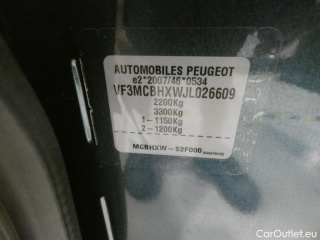 AUTOMOBILES PEUGEOT
e2*2007/46*0534
VF3MCBHXWJL026609
2200Kg
3300Kg
1-1150Kg
2-1200Kg
MCBHXW-S2F000
CarOutlet.eu